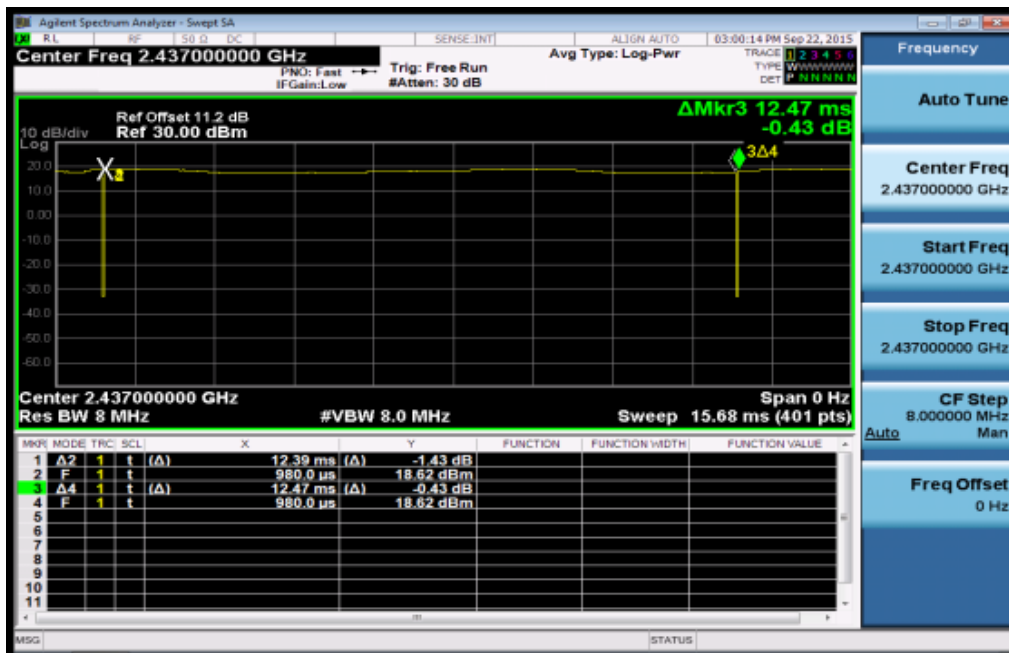 Agilent Spectrum Analyzer - Swept SA
RL RF 50 Ω DC SENSE:INT ALIGN AUTO 03:00:14 PM Sep 22, 2015
Center Freq 2.437000000 GHz
PNO: Fast
IFGain:Low
Trig: Free Run
#Atten: 30 dB
Avg Type: Log-Pwr
TRACE 1 2 3 4 5 6
TYPE WWWWWW
DET P N N N N N
ΔMkr3 12.47 ms
-0.43 dB
Ref Offset 11.2 dB
Ref 30.00 dBm
10 dB/div
Log
20.0
10.0
0.00
-10.0
-20.0
-30.0
-40.0
-50.0
-60.0
X
2
3Δ4
Center 2.437000000 GHz
Span 0 Hz
Res BW 8 MHz
#VBW 8.0 MHz
Sweep 15.68 ms (401 pts)
MKR MODE TRC SCL X Y FUNCTION FUNCTION WIDTH FUNCTION VALUE
1 Δ2 1 t (Δ) 12.39 ms (Δ) -1.43 dB
2 F 1 t 980.0 µs 18.62 dBm
3 Δ4 1 t (Δ) 12.47 ms (Δ) -0.43 dB
4 F 1 t 980.0 µs 18.62 dBm
5
6
7
8
9
10
11
MSG STATUS
Frequency
Auto Tune
Center Freq
2.437000000 GHz
Start Freq
2.437000000 GHz
Stop Freq
2.437000000 GHz
CF Step
8.000000 MHz
Auto Man
Freq Offset
0 Hz